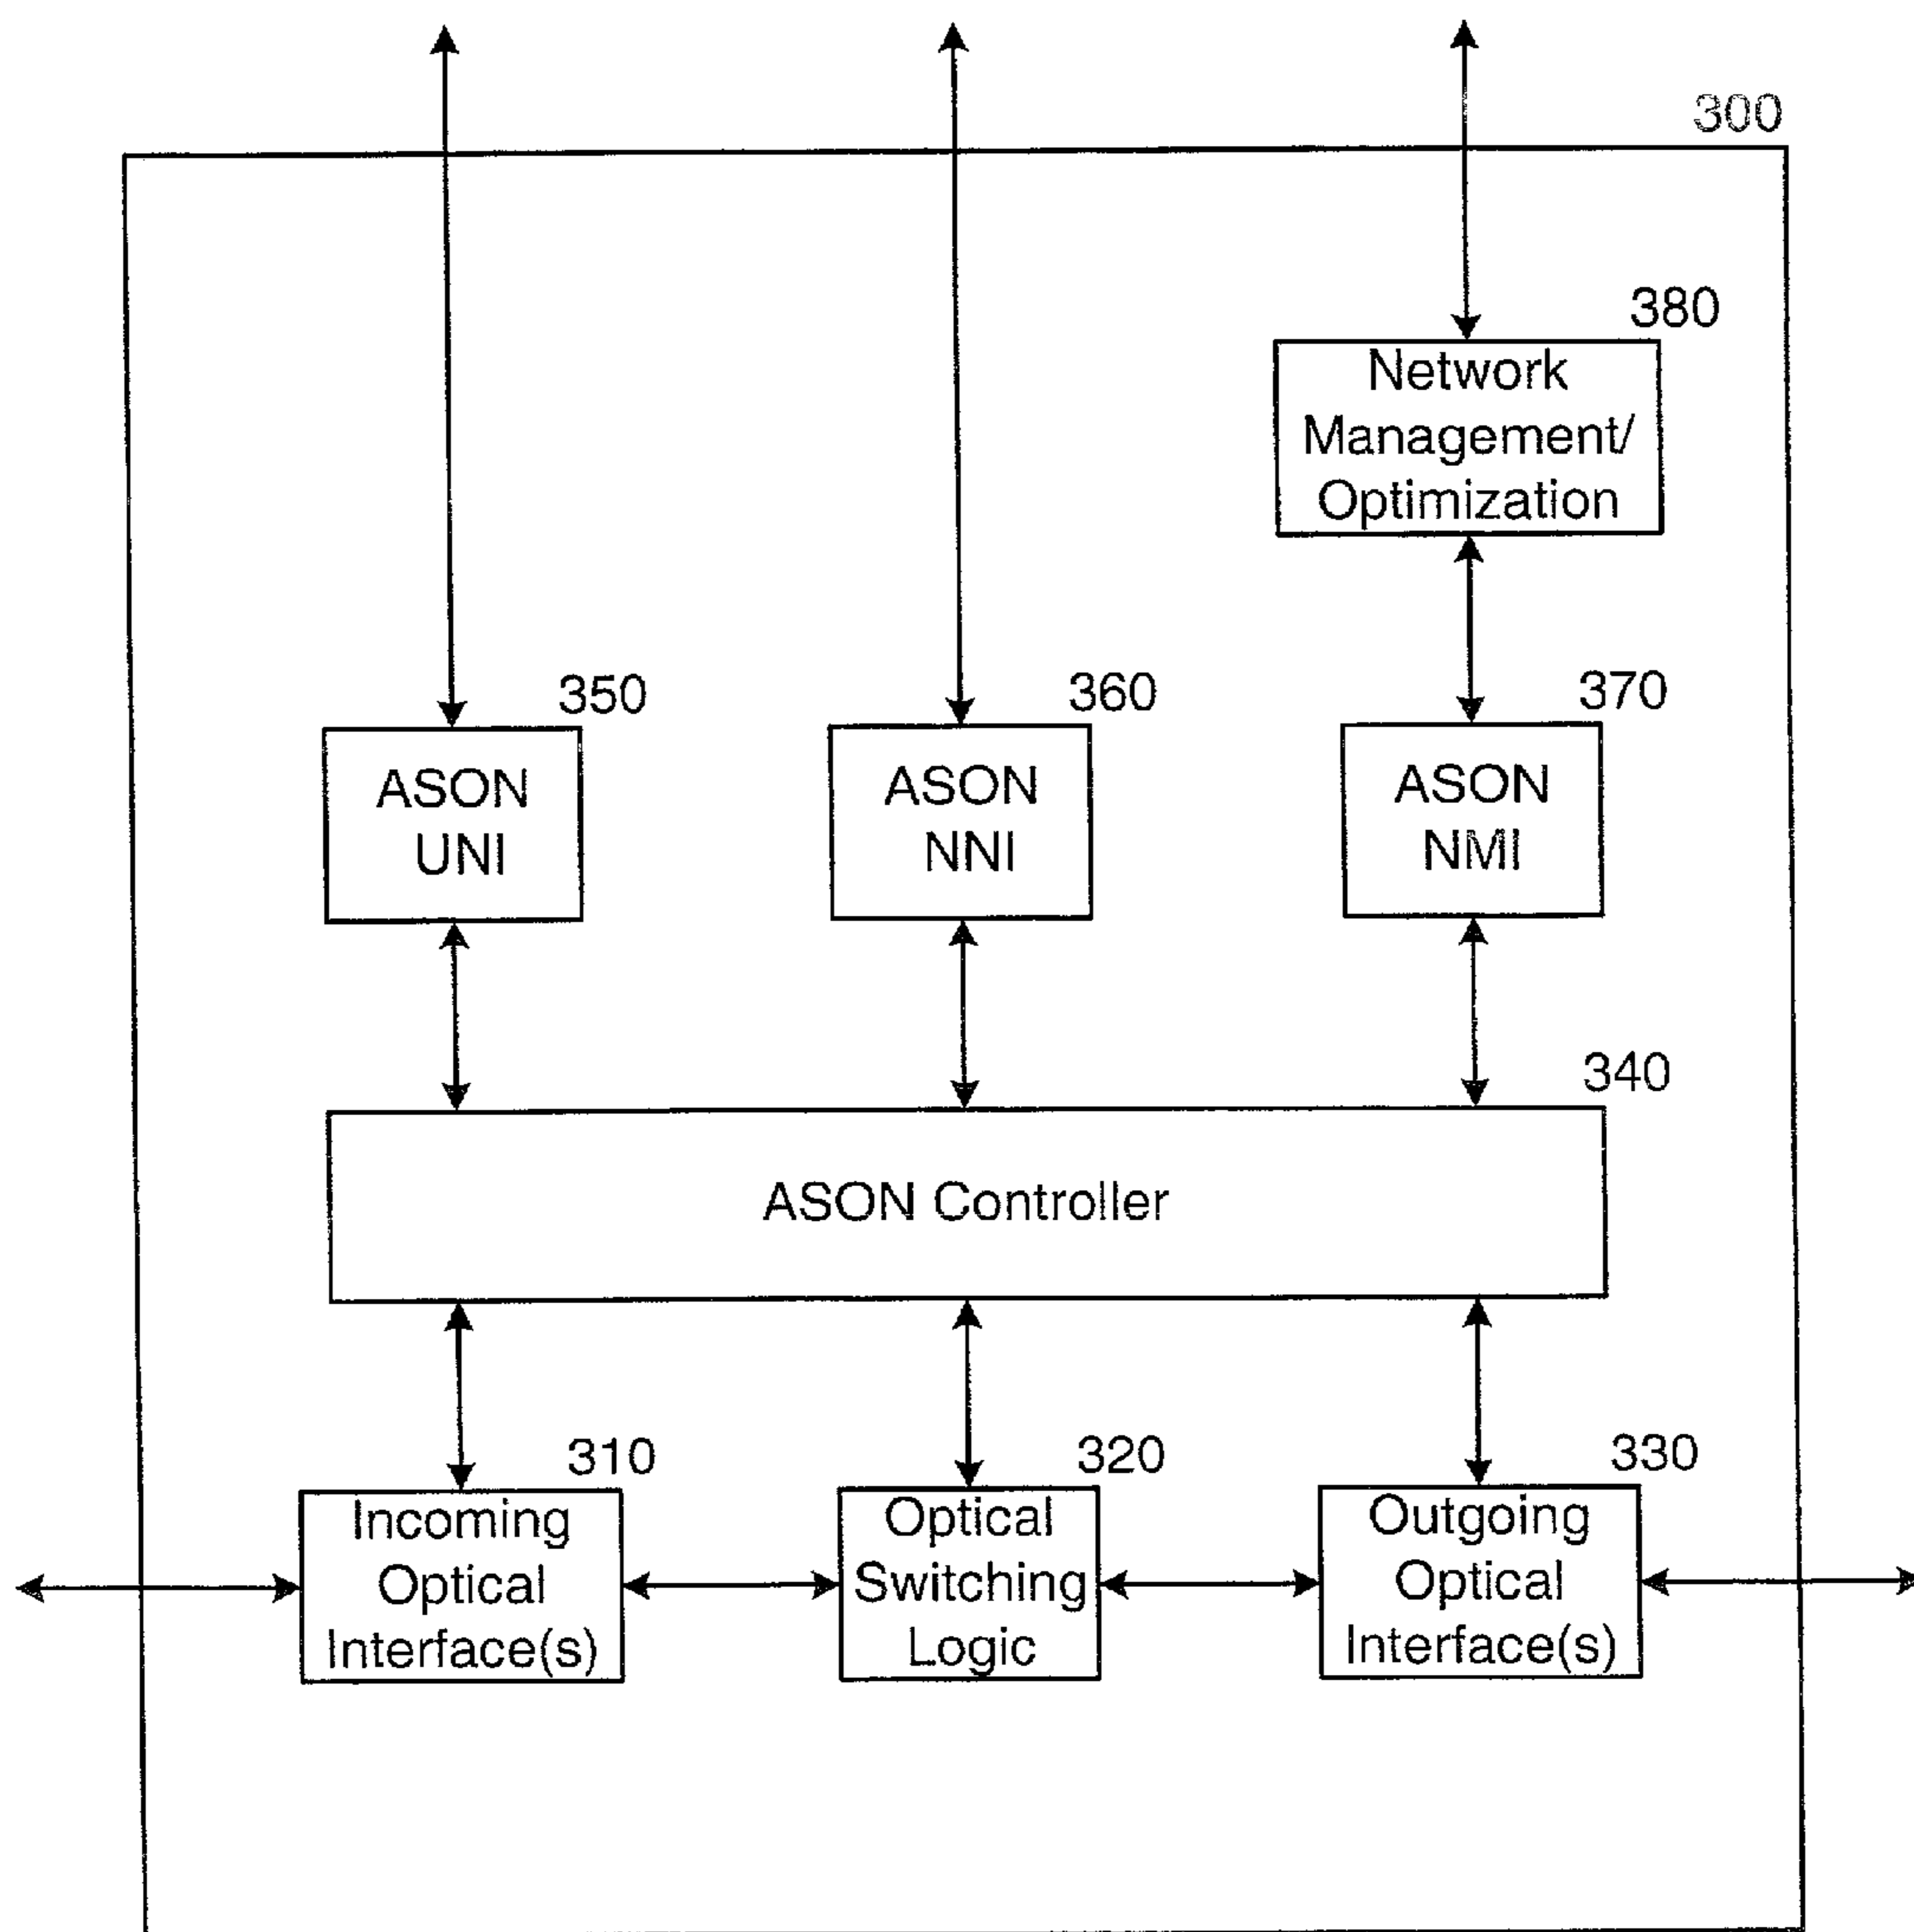 300
380
Network
Management/
Optimization
350
360
370
ASON
UNI
ASON
NNI
ASON
NMI
340
ASON Controller
310
320
330
Incoming
Optical
Interface(s)
Optical
Switching
Logic
Outgoing
Optical
Interface(s)